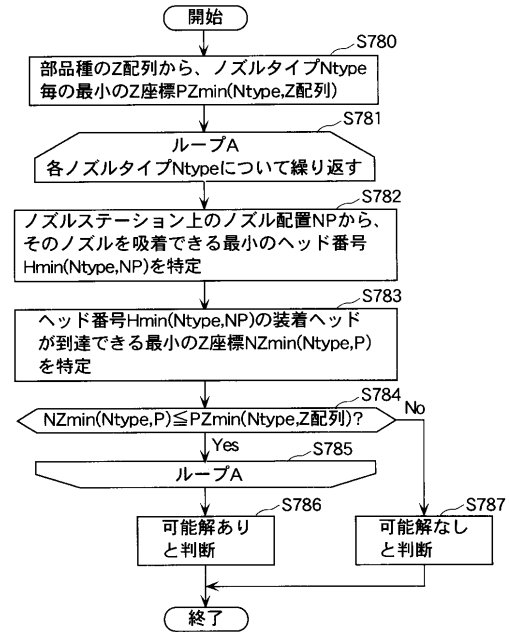 開始
S780
部品種のZ配列から、ノズルタイプNtype
毎の最小のZ座標PZmin(Ntype,Z配列)
S781
ループA
各ノズルタイプNtypeについて繰り返す
S782
ノズルステーション上のノズル配置NPから、
そのノズルを吸着できる最小のヘッド番号
Hmin(Ntype,NP)を特定
S783
ヘッド番号Hmin(Ntype,NP)の装着ヘッド
が到達できる最小のZ座標NZmin(Ntype,P)
を特定
S784
NZmin(Ntype,P)≦PZmin(Ntype,Z配列)?
No
Yes
S785
ループA
S786
可能解あり
と判断
S787
可能解なし
と判断
終了